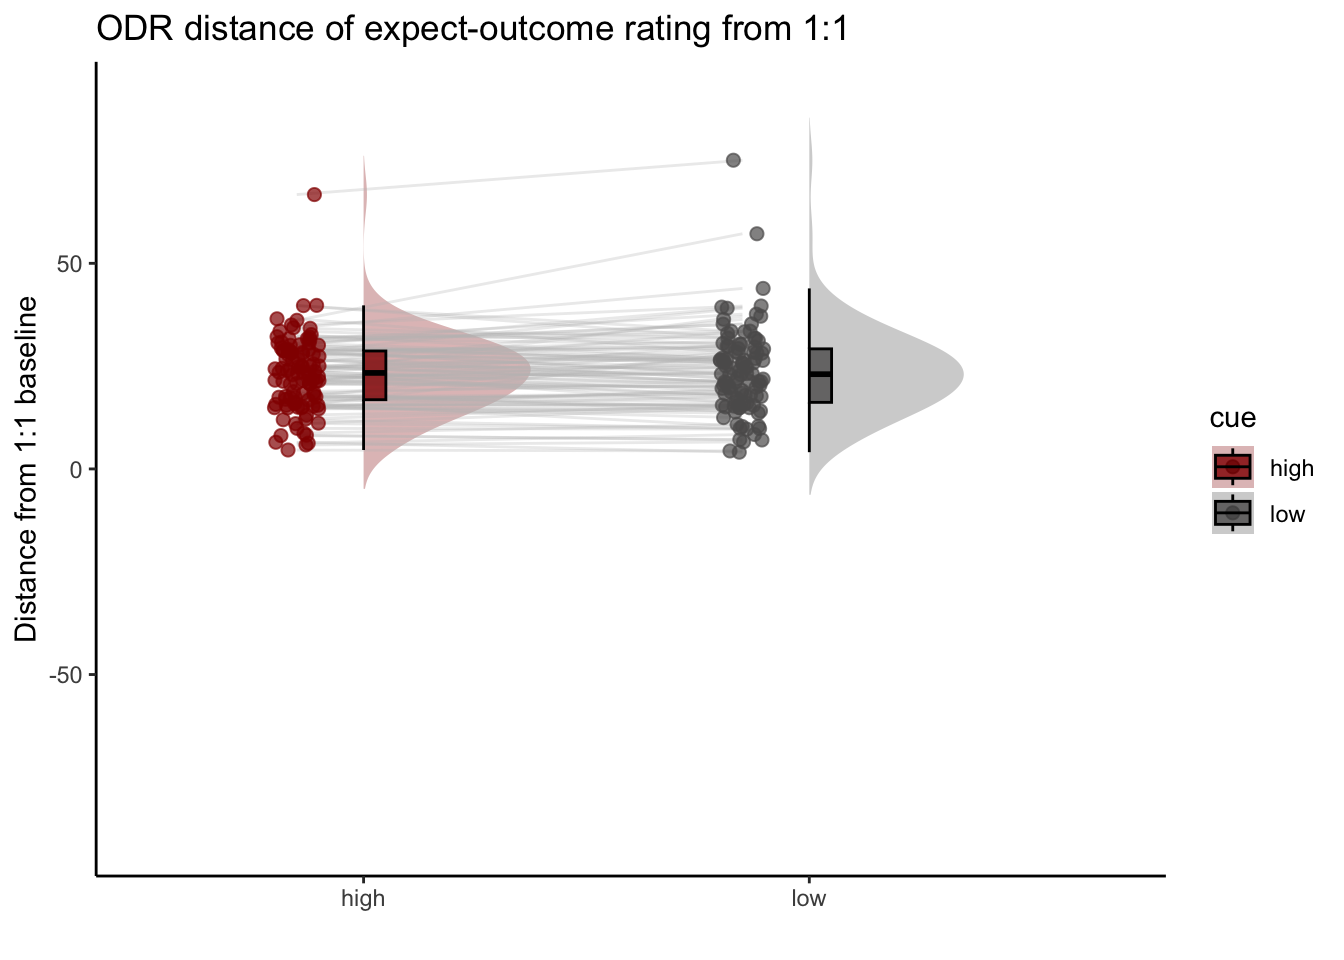 ODR distance of expect-outcome rating from 1:1
Distance from 1:1 baseline
50
0
-50
high
low
cue
high
low